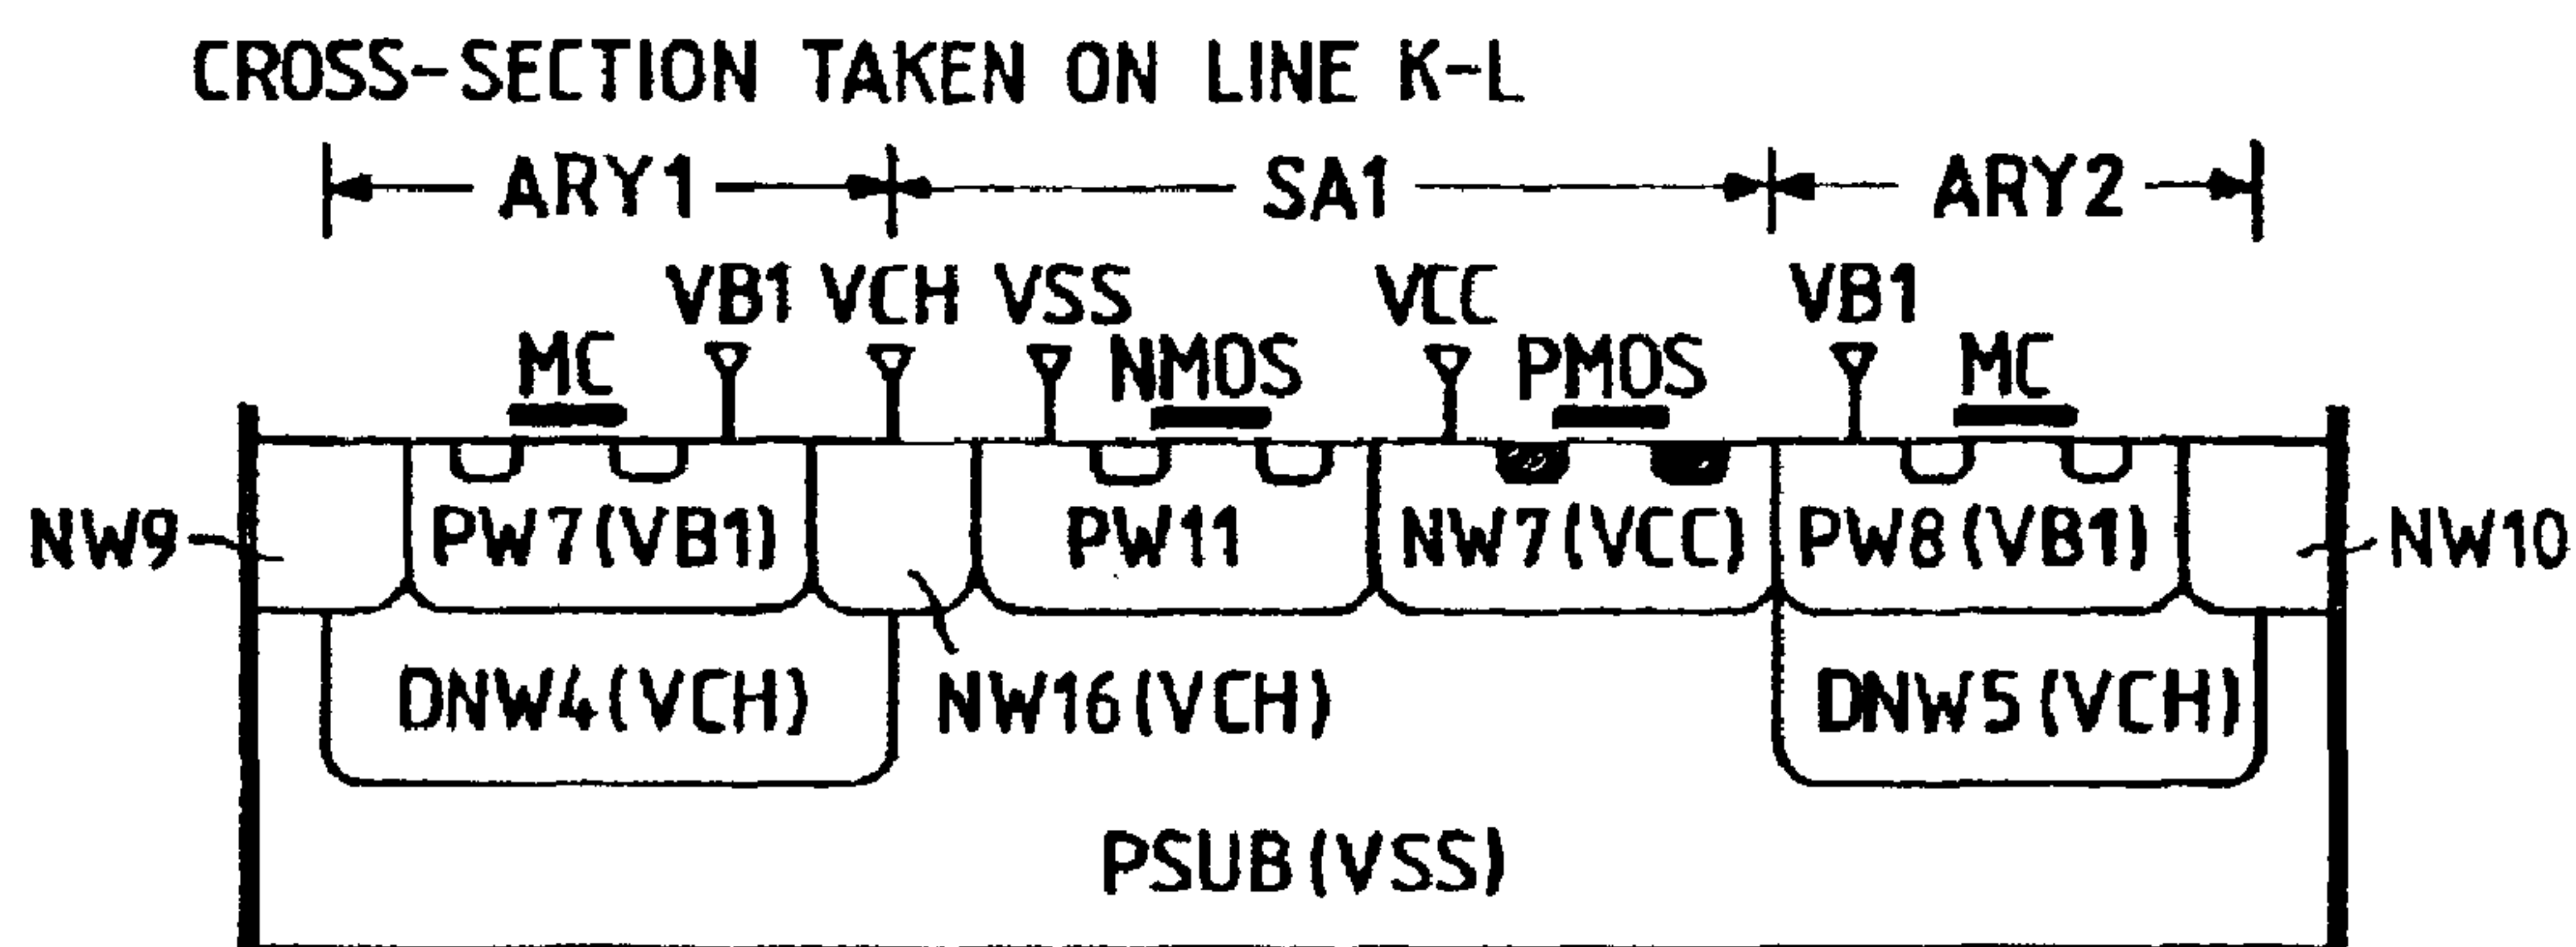 CROSS-SECTION TAKEN ON LINE K-L
ARY1 SA1 ARY2
VB1 VCH VSS VCC VB1
MC NMOS PMOS MC
NW9 PW7(VB1) PW11 NW7(VCC) PW8(VB1) NW10
DNW4(VCH) NW16(VCH) DNW5(VCH)
PSUB(VSS)